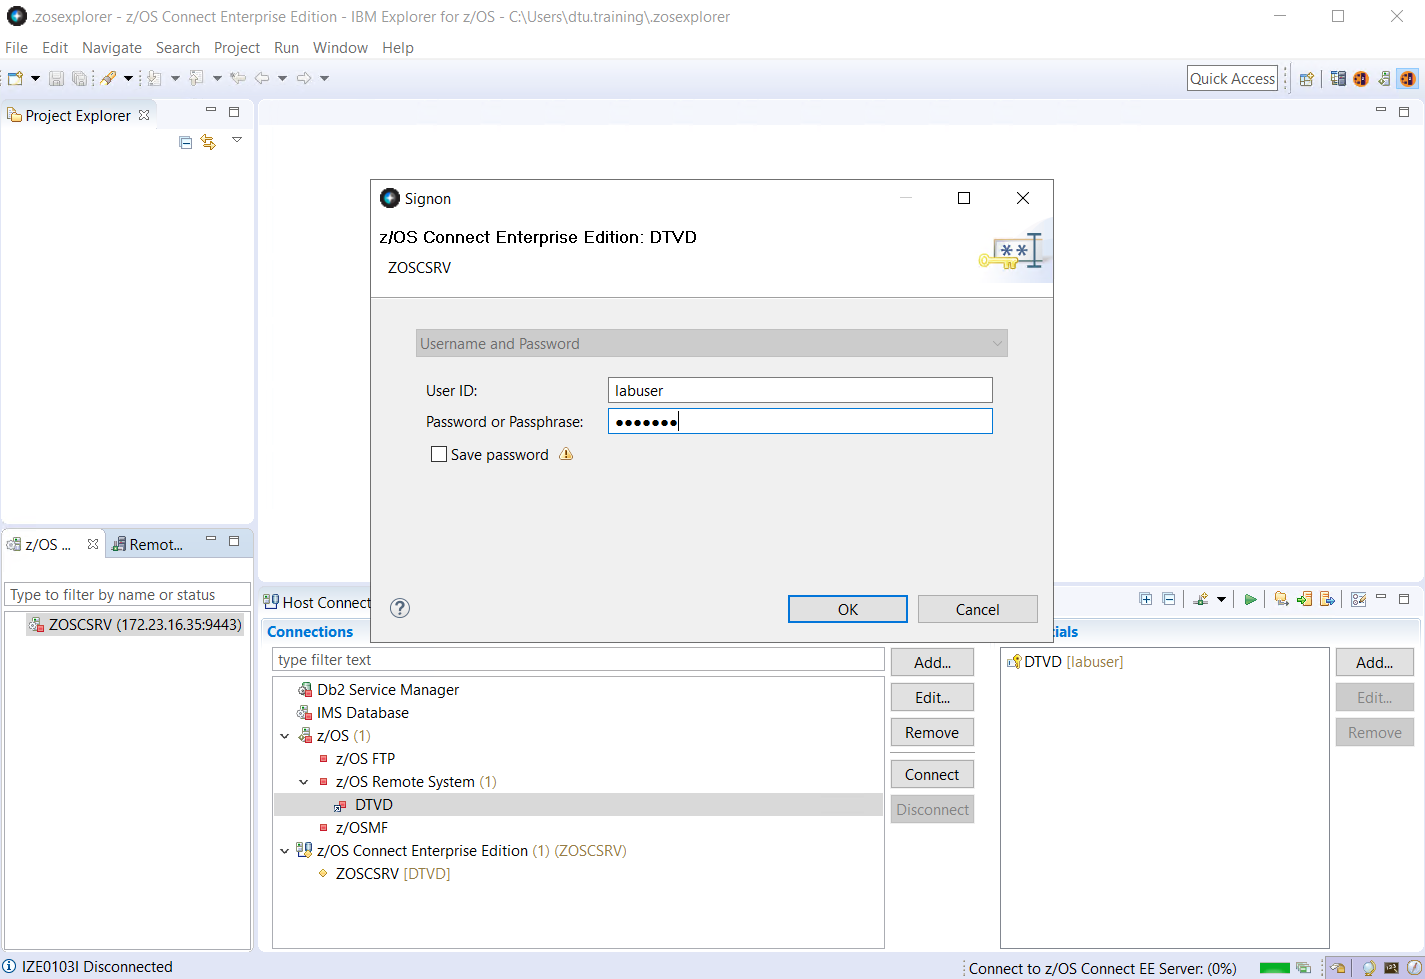 .zosexplorer - z/OS Connect Enterprise Edition - IBM Explorer for z/OS - C:\Users\dtu.training\.zosexplorer
File Edit Navigate Search Project Run Window Help
Quick Access
Project Explorer
Signon
z/OS Connect Enterprise Edition: DTVD
ZOSCSRV
**
Username and Password
User ID: labuser
Password or Passphrase: ●●●●●●●
Save password
OK Cancel
z/OS ... Remot...
Type to filter by name or status
ZOSCSRV (172.23.16.35:9443)
Host Connect
Connections
type filter text
Db2 Service Manager
IMS Database
z/OS (1)
z/OS FTP
z/OS Remote System (1)
DTVD
z/OSMF
z/OS Connect Enterprise Edition (1) (ZOSCSRV)
ZOSCSRV [DTVD]
Add...
Edit...
Remove
Connect
Disconnect
ials
DTVD [labuser]
Add...
Edit...
Remove
IZE0103I Disconnected
Connect to z/OS Connect EE Server: (0%)